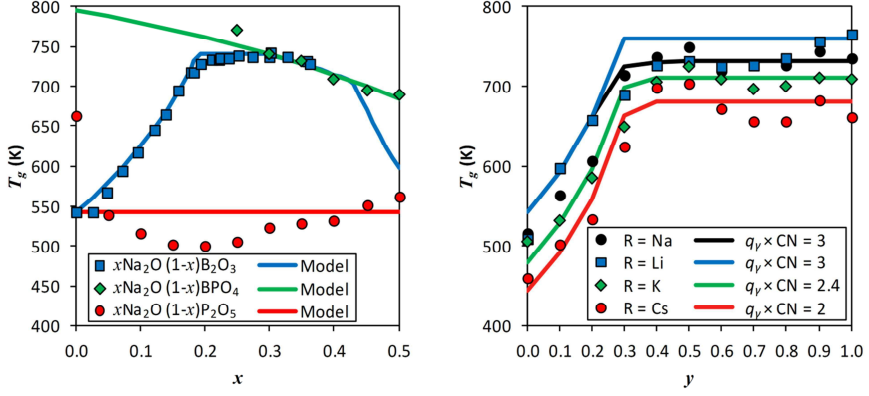 800
750
700
650
600
550
500
450
400
T_g (K)
xNa₂O (1-x)B₂O₃ Model
xNa₂O (1-x)BPO₄ Model
xNa₂O (1-x)P₂O₅ Model
0.0 0.1 0.2 0.3 0.4 0.5
x
800
700
600
500
400
T_g (K)
R = Na q_γ × CN = 3
R = Li q_γ × CN = 3
R = K q_γ × CN = 2.4
R = Cs q_γ × CN = 2
0.0 0.1 0.2 0.3 0.4 0.5 0.6 0.7 0.8 0.9 1.0
y